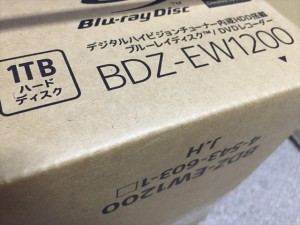 Blu-ray Disc
1TB
ハード
ディスク
デジタルハイビジョンチューナー内蔵HDD搭載
ブルーレイディスク™/DVDレコーダー
BDZ-EW1200
BDZ-EW1200
4-543-603-1
J.H